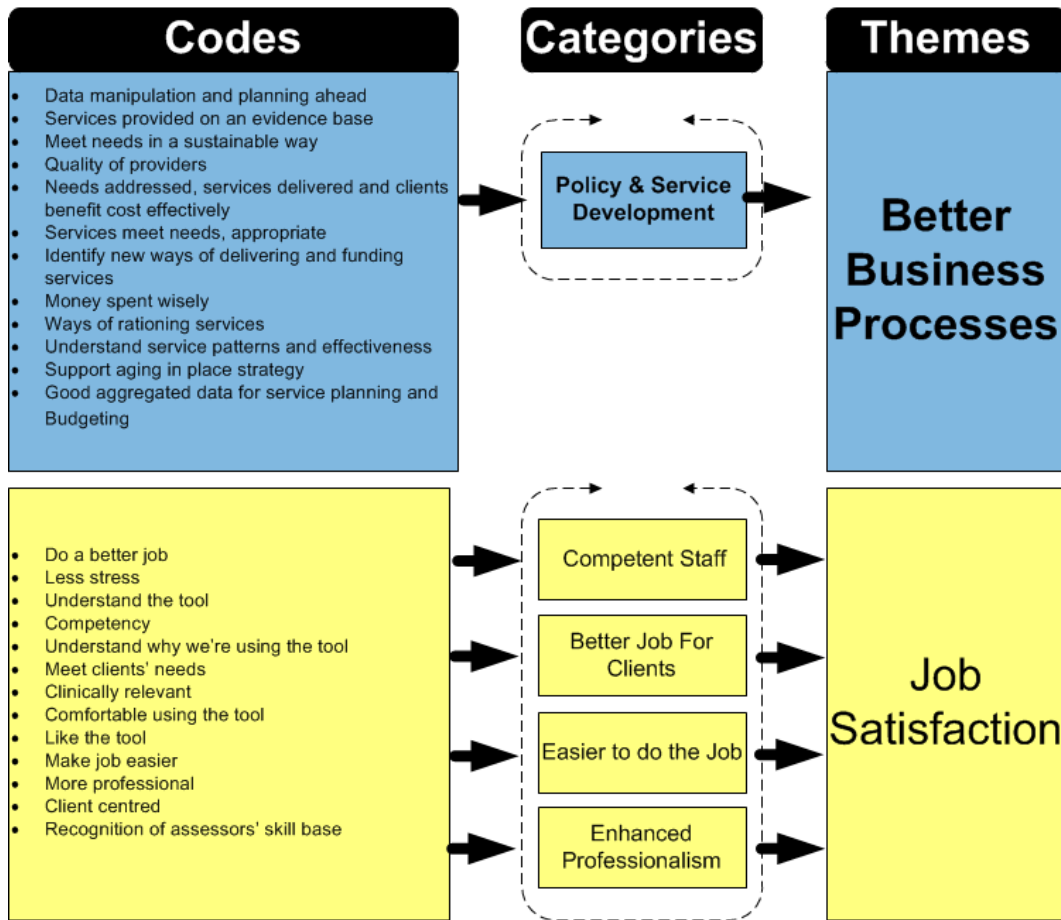 Codes
Categories
Themes
• Data manipulation and planning ahead
• Services provided on an evidence base
• Meet needs in a sustainable way
• Quality of providers
• Needs addressed, services delivered and clients
benefit cost effectively
• Services meet needs, appropriate
• Identify new ways of delivering and funding
services
• Money spent wisely
• Ways of rationing services
• Understand service patterns and effectiveness
• Support aging in place strategy
• Good aggregated data for service planning and
Budgeting
Policy & Service
Development
Better
Business
Processes
• Do a better job
• Less stress
• Understand the tool
• Competency
• Understand why we're using the tool
• Meet clients' needs
• Clinically relevant
• Comfortable using the tool
• Like the tool
• Make job easier
• More professional
• Client centred
• Recognition of assessors' skill base
Competent Staff
Better Job For
Clients
Easier to do the Job
Enhanced
Professionalism
Job
Satisfaction